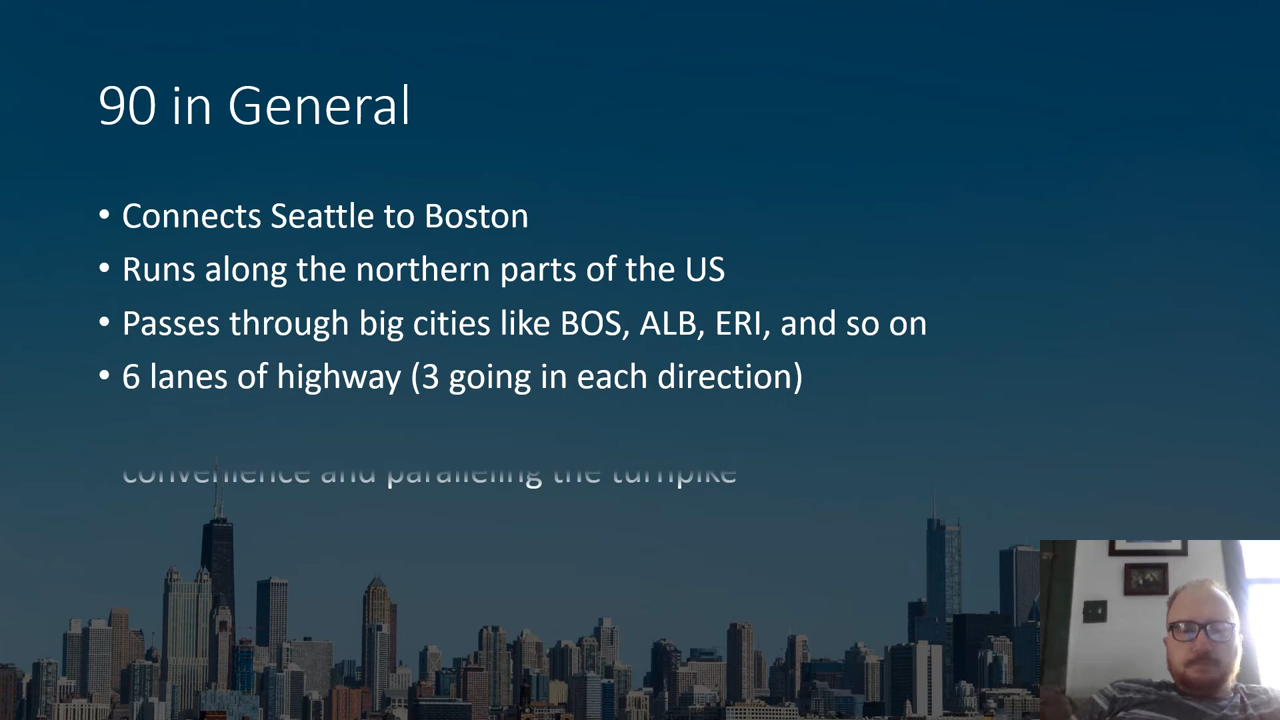 90 in General
• Connects Seattle to Boston
• Runs along the northern parts of the US
• Passes through big cities like BOS, ALB, ERI, and so on
• 6 lanes of highway (3 going in each direction)
convenience and paralleling the turnpike